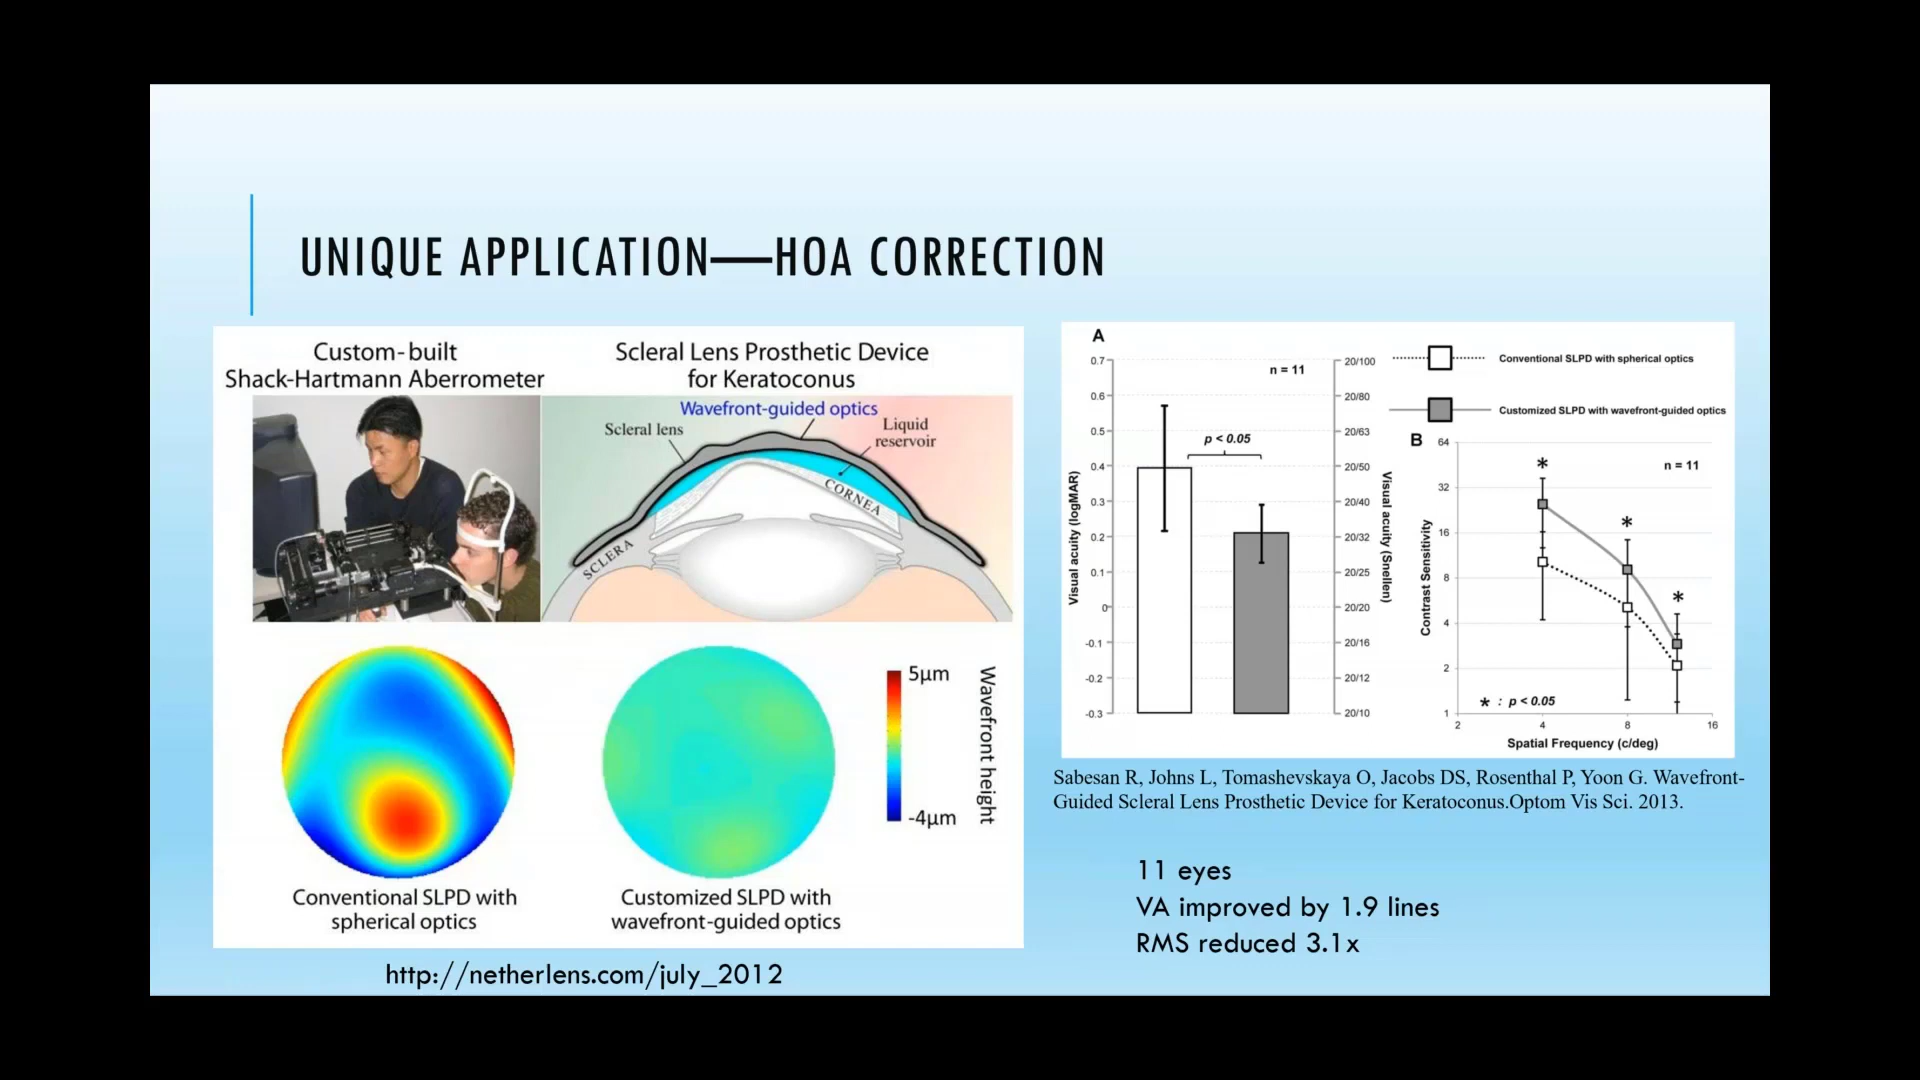 UNIQUE APPLICATION—HOA CORRECTION
Custom-built
Shack-Hartmann Aberrometer
Scleral Lens Prosthetic Device
for Keratoconus
Wavefront-guided optics
Scleral lens
Liquid
reservoir
CORNEA
SCLERA
5µm
-4µm
Wavefront height
Conventional SLPD with
spherical optics
Customized SLPD with
wavefront-guided optics
http://netherlens.com/july_2012
A
n = 11
p < 0.05
Visual acuity (logMAR)
0.7
0.6
0.5
0.4
0.3
0.2
0.1
0
-0.1
-0.2
-0.3
20/100
20/80
20/63
20/50
20/40
20/32
20/25
20/20
20/16
20/12
20/10
Visual acuity (Snellen)
Conventional SLPD with spherical optics
Customized SLPD with wavefront-guided optics
B
n = 11
Contrast Sensitivity
64
32
16
8
4
2
1
* * *
* : p < 0.05
2 4 8 16
Spatial Frequency (c/deg)
Sabesan R, Johns L, Tomashevskaya O, Jacobs DS, Rosenthal P, Yoon G. Wavefront-
Guided Scleral Lens Prosthetic Device for Keratoconus.Optom Vis Sci. 2013.
11 eyes
VA improved by 1.9 lines
RMS reduced 3.1x